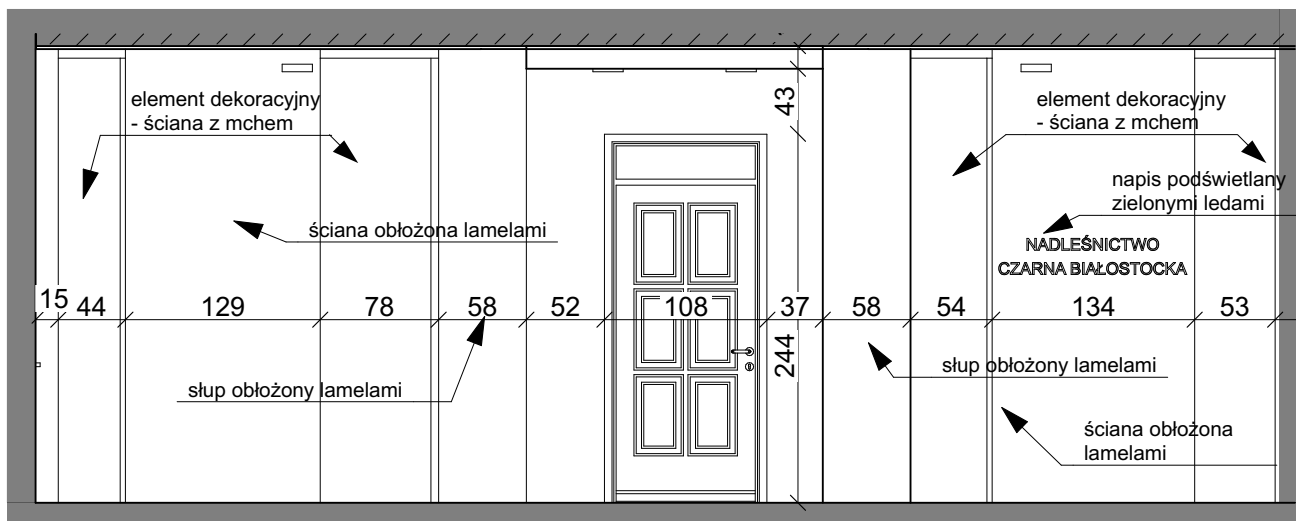 43
element dekoracyjny
- ściana z mchem
element dekoracyjny
- ściana z mchem
napis podświetlany
zielonymi ledami
ściana obłożona lamelami
NADLEŚNICTWO
CZARNA BIAŁOSTOCKA
15 44 129 78 58 52 108 37 58 54 134 53
244
słup obłożony lamelami
słup obłożony lamelami
ściana obłożona
lamelami